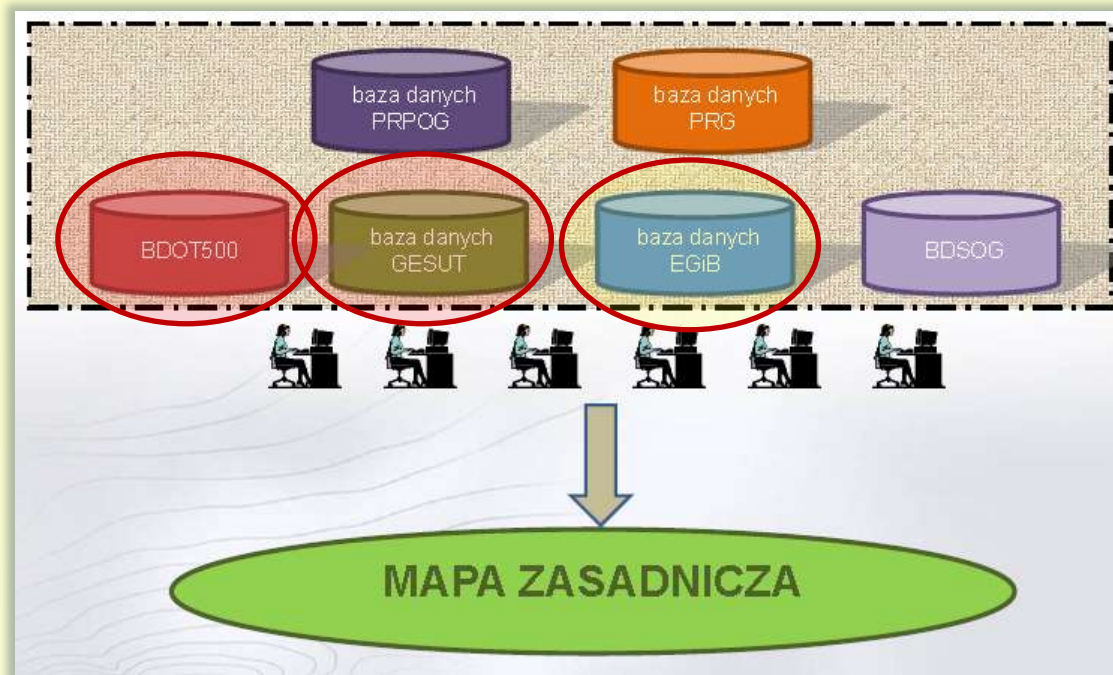 baza danych
PRPOG
baza danych
PRG
BDOT500
baza danych
GESUT
baza danych
EGiB
BDSOG
MAPA ZASADNICZA